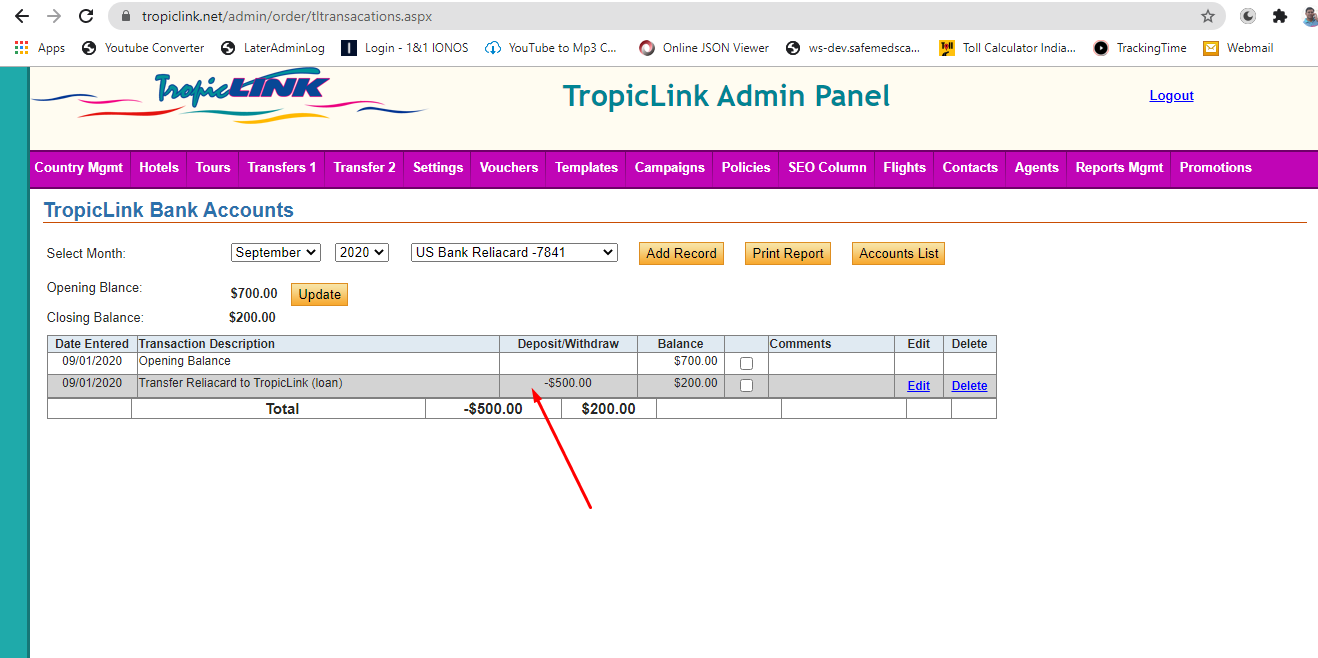 tropiclink.net/admin/order/tltransacations.aspx
Apps YouTube Converter LaterAdminLog Login - 1&1 IONOS YouTube to Mp3 C... Online JSON Viewer ws-dev.safemedsca... Toll Calculator India... TrackingTime Webmail
TropicLINK
TropicLink Admin Panel
Logout
Country Mgmt Hotels Tours Transfers 1 Transfer 2 Settings Vouchers Templates Campaigns Policies SEO Column Flights Contacts Agents Reports Mgmt Promotions
TropicLink Bank Accounts
Select Month: September 2020 US Bank Reliacard -7841 Add Record Print Report Accounts List
Opening Blance: $700.00 Update
Closing Balance: $200.00
Date Entered Transaction Description Deposit/Withdraw Balance Comments Edit Delete
09/01/2020 Opening Balance $700.00
09/01/2020 Transfer Reliacard to TropicLink (loan) -$500.00 $200.00 Edit Delete
Total -$500.00 $200.00